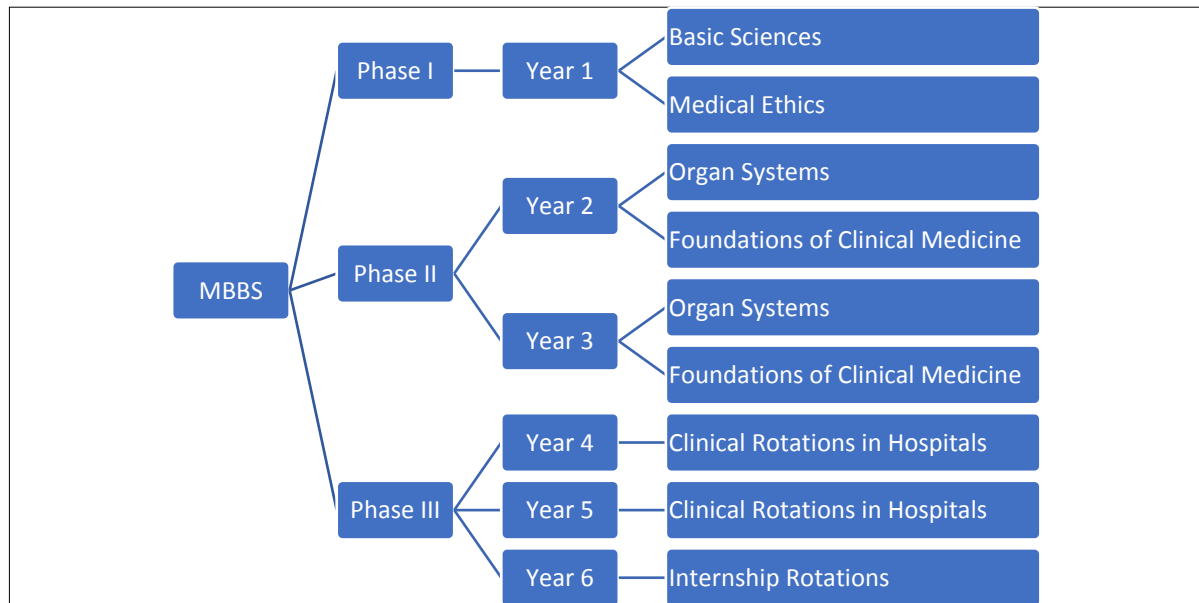 MBBS
Phase I
Year 1
Basic Sciences
Medical Ethics
Phase II
Year 2
Organ Systems
Foundations of Clinical Medicine
Year 3
Organ Systems
Foundations of Clinical Medicine
Phase III
Year 4
Clinical Rotations in Hospitals
Year 5
Clinical Rotations in Hospitals
Year 6
Internship Rotations